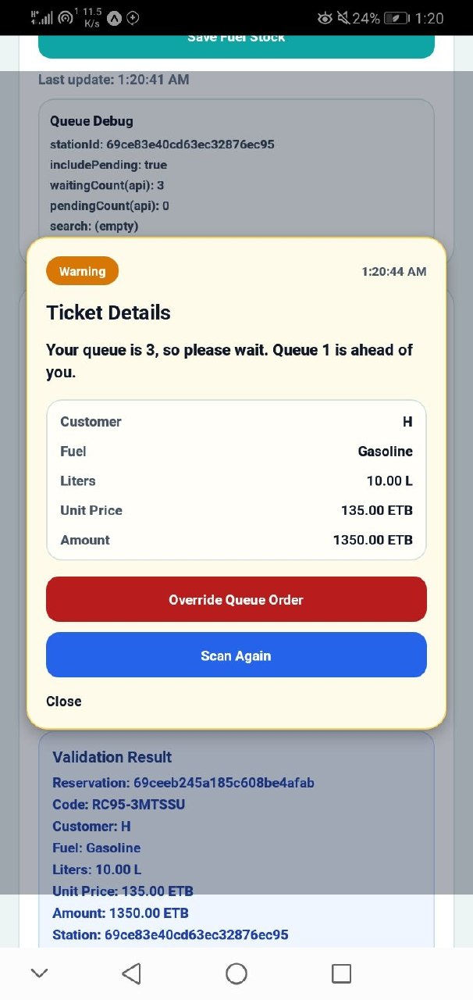 1 11.5 K/s 24% 1:20
Save Fuel Stock
Last update: 1:20:41 AM
Queue Debug
stationId: 69ce83e40cd63ec32876ec95
includePending: true
waitingCount(api): 3
pendingCount(api): 0
search: (empty)
Warning 1:20:44 AM
Ticket Details
Your queue is 3, so please wait. Queue 1 is ahead of
you.
Customer H
Fuel Gasoline
Liters 10.00 L
Unit Price 135.00 ETB
Amount 1350.00 ETB
Override Queue Order
Scan Again
Close
Validation Result
Reservation: 69ceeb245a185c608be4afab
Code: RC95-3MTSSU
Customer: H
Fuel: Gasoline
Liters: 10.00 L
Unit Price: 135.00 ETB
Amount: 1350.00 ETB
Station: 69ce83e40cd63ec32876ec95